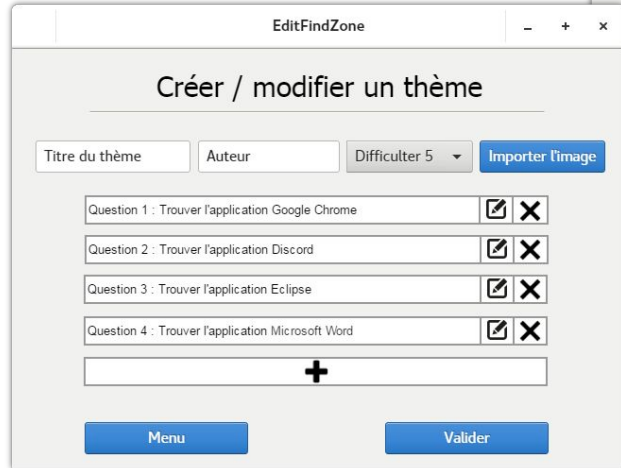 EditFindZone
Créer / modifier un thème
Titre du thème Auteur Difficulter 5 Importer l'image
Question 1 : Trouver l'application Google Chrome
Question 2 : Trouver l'application Discord
Question 3 : Trouver l'application Eclipse
Question 4 : Trouver l'application Microsoft Word
Menu Valider